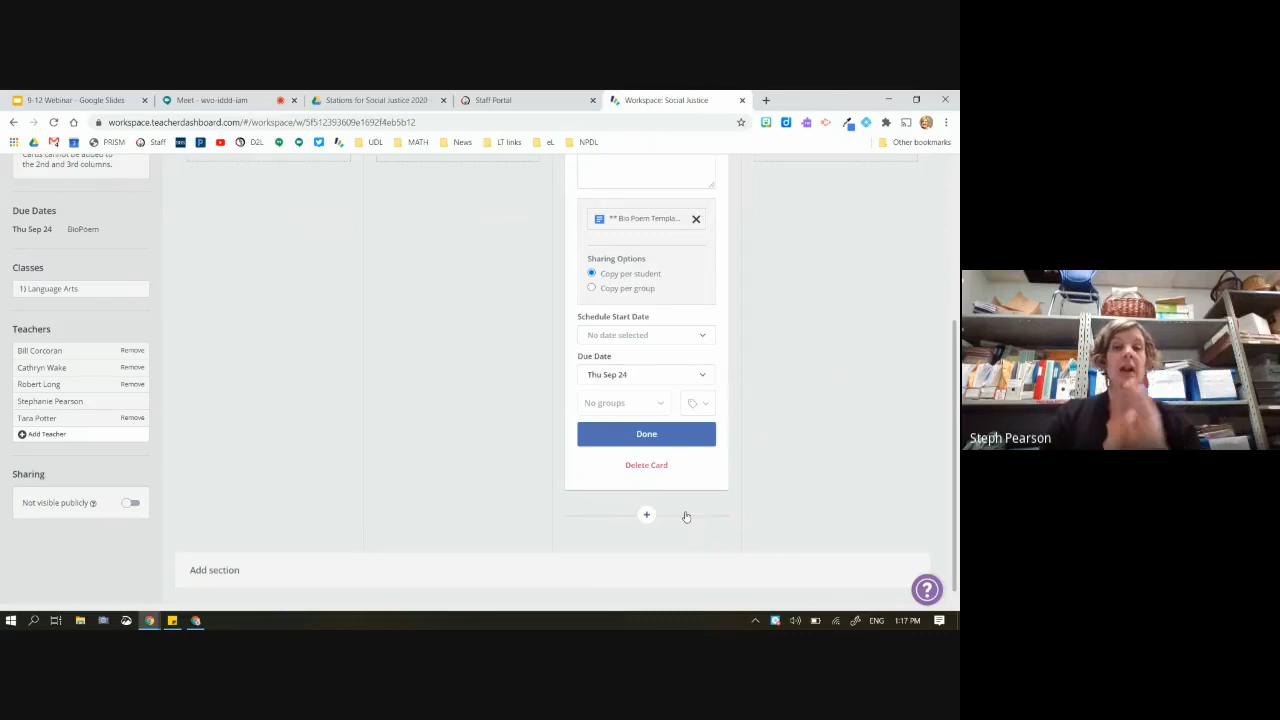 9-12 Webinar - Google Slides
Meet - wvo-iddd-iam
Stations for Social Justice 2020
Staff Portal
Workspace: Social Justice
workspace.teacherdashboard.com/#/workspace/w/5f512393609e1692f4eb5b12
PRISM
Staff
D2L
UDL
MATH
News
LT links
eL
NPDL
Other bookmarks
Cards cannot be added
to the 2nd and 3rd columns.
Due Dates
Thu Sep 24 BioPoem
Classes
1) Language Arts
Teachers
Bill Corcoran Remove
Cathryn Wake Remove
Robert Long Remove
Stephanie Pearson
Tara Potter Remove
Add Teacher
Sharing
Not visible publicly
** Bio Poem Templa...
Sharing Options
Copy per student
Copy per group
Schedule Start Date
No date selected
Due Date
Thu Sep 24
No groups
Done
Delete Card
+
Add section
?
Steph Pearson
ENG 1:17 PM